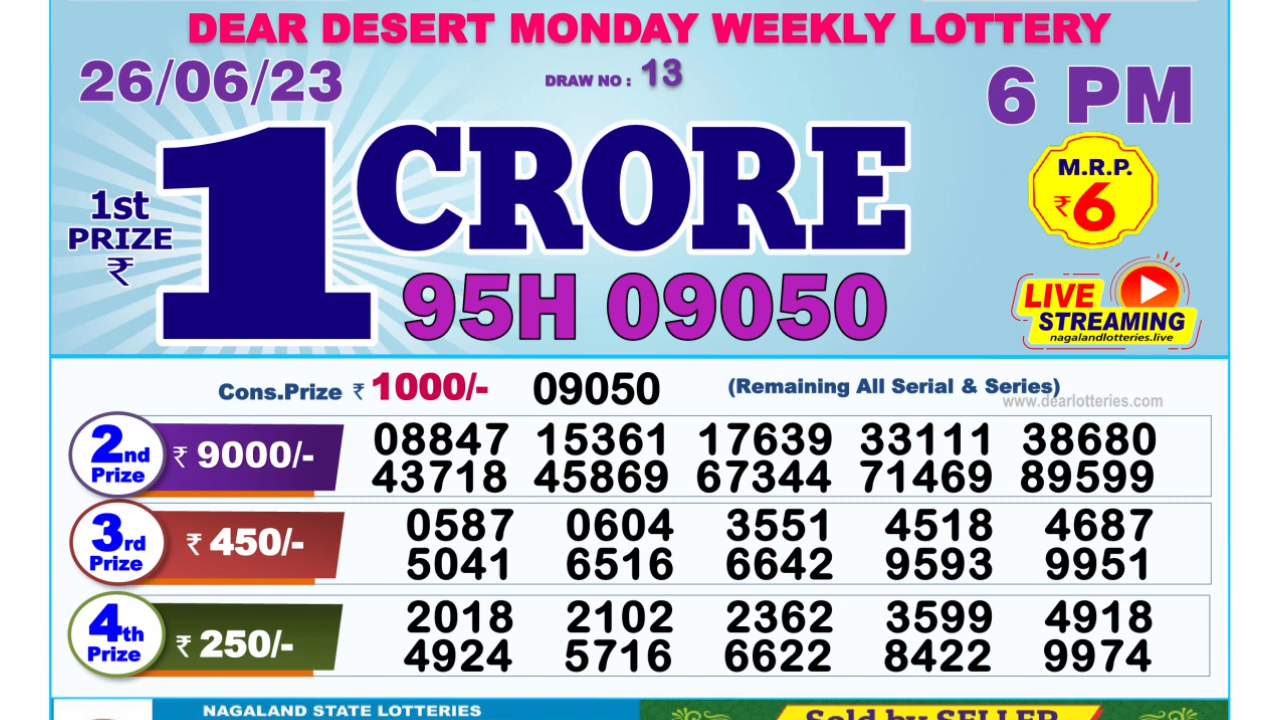 DEAR DESERT MONDAY WEEKLY LOTTERY
26/06/23
DRAW NO : 13
6 PM
1st
PRIZE
₹
1 CRORE
95H 09050
M.R.P.
₹6
LIVE
STREAMING
nagalandlotteries.live
Cons.Prize ₹ 1000/- 09050 (Remaining All Serial & Series)
www.dearlotteries.com
2nd
Prize
₹ 9000/-
08847 15361 17639 33111 38680
43718 45869 67344 71469 89599
3rd
Prize
₹ 450/-
0587 0604 3551 4518 4687
5041 6516 6642 9593 9951
4th
Prize
₹ 250/-
2018 2102 2362 3599 4918
4924 5716 6622 8422 9974
NAGALAND STATE LOTTERIES
Sold by SELLER